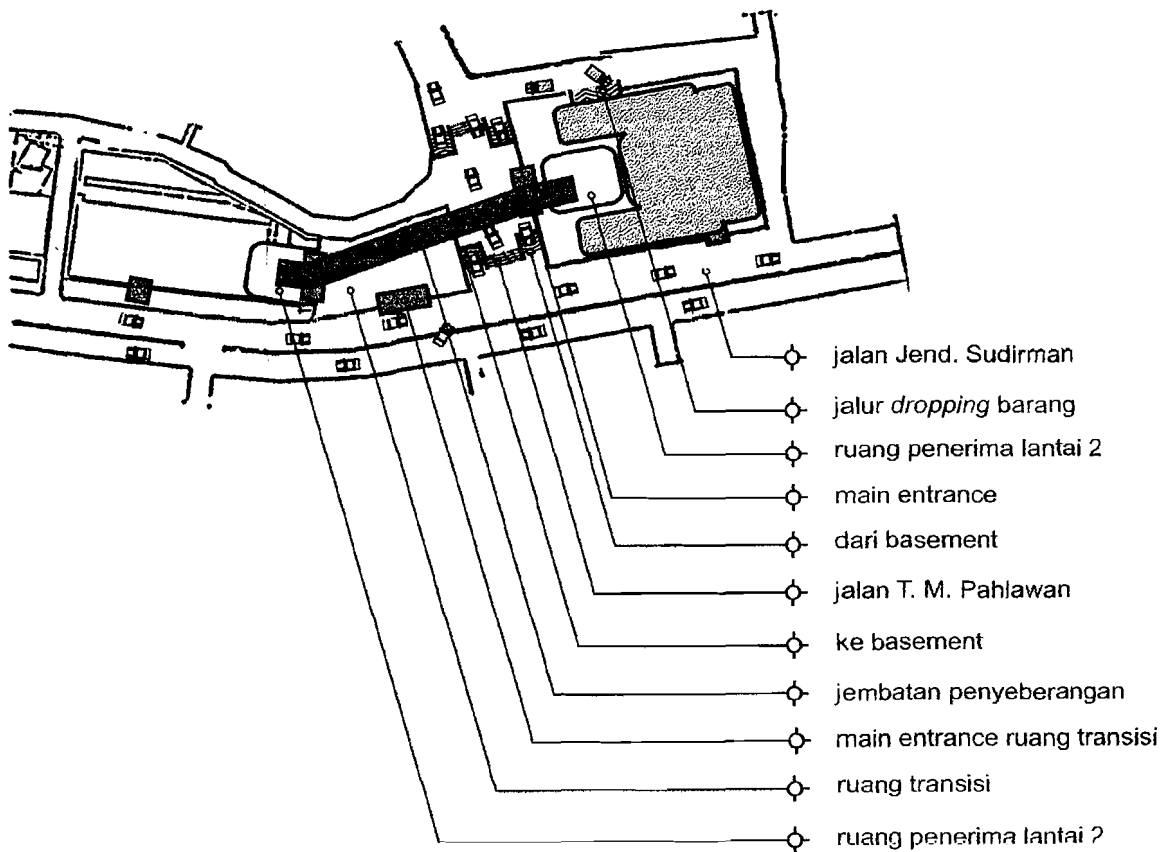 jalan Jend. Sudirman
jalur dropping barang
ruang penerima lantai 2
main entrance
dari basement
jalan T. M. Pahlawan
ke basement
jembatan penyeberangan
main entrance ruang transisi
ruang transisi
ruang penerima lantai 2